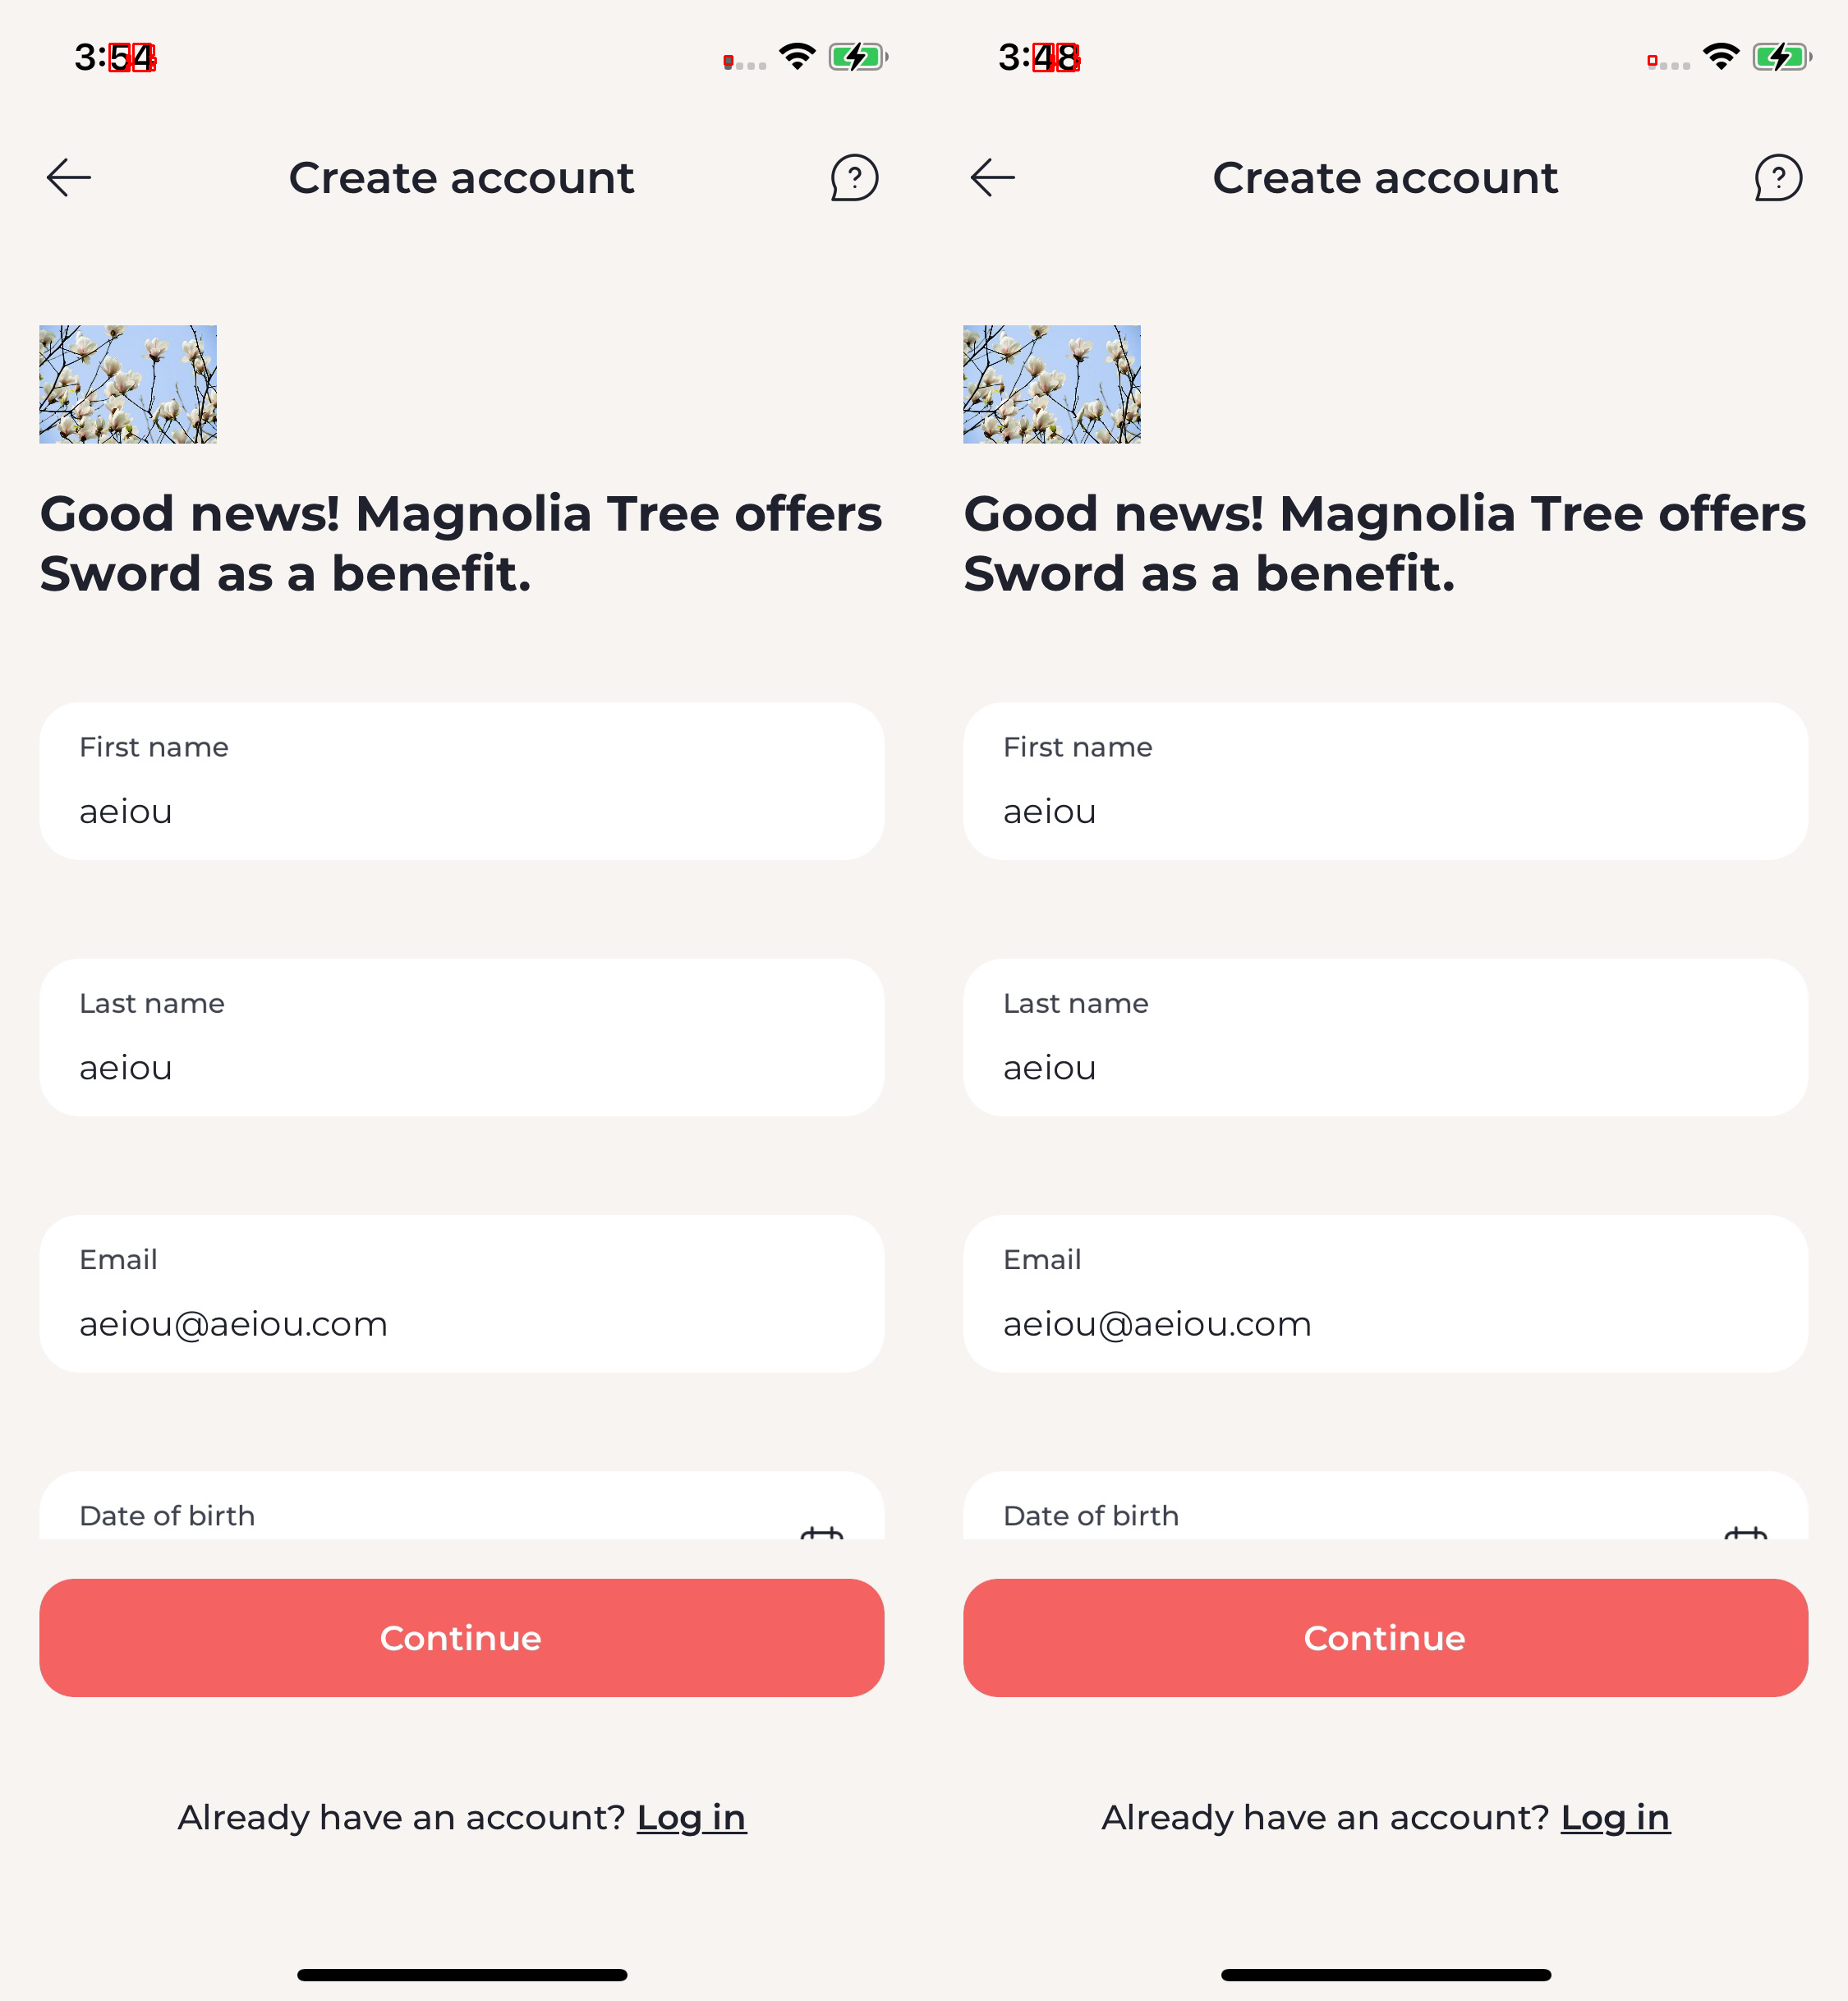 3:54
Create account
Good news! Magnolia Tree offers
Sword as a benefit.
First name
aeiou
Last name
aeiou
Email
aeiou@aeiou.com
Date of birth
Continue
Already have an account? Log in
3:48
Create account
Good news! Magnolia Tree offers
Sword as a benefit.
First name
aeiou
Last name
aeiou
Email
aeiou@aeiou.com
Date of birth
Continue
Already have an account? Log in